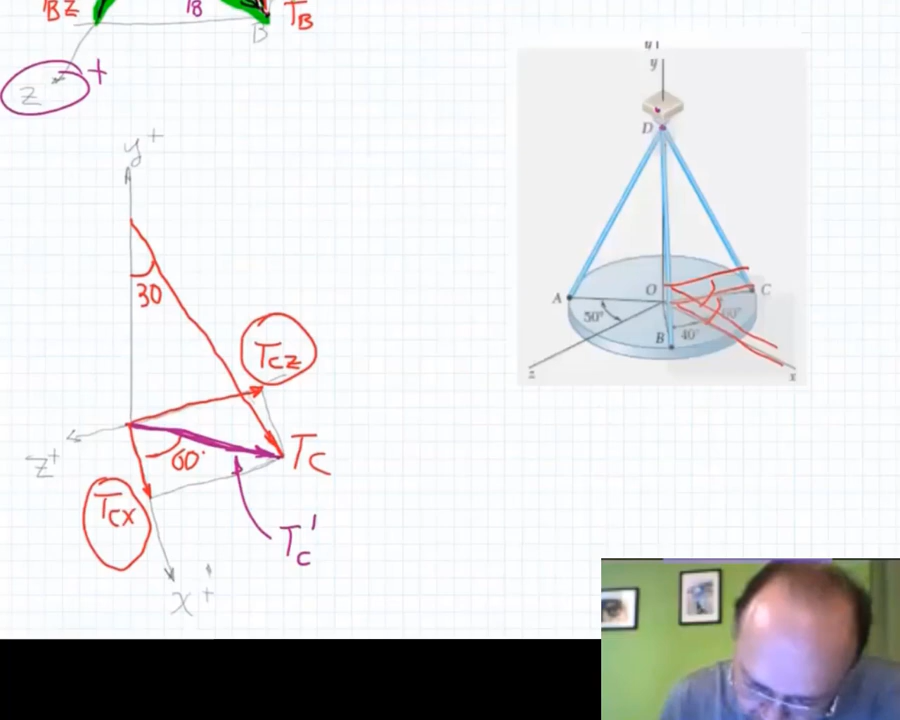 BZ
B
TB
B
Z
+
y+
30
TCZ
60°
TC
Z+
TCX
TC'
x+
y
D
A
O
C
50°
60°
B
40°
z
x